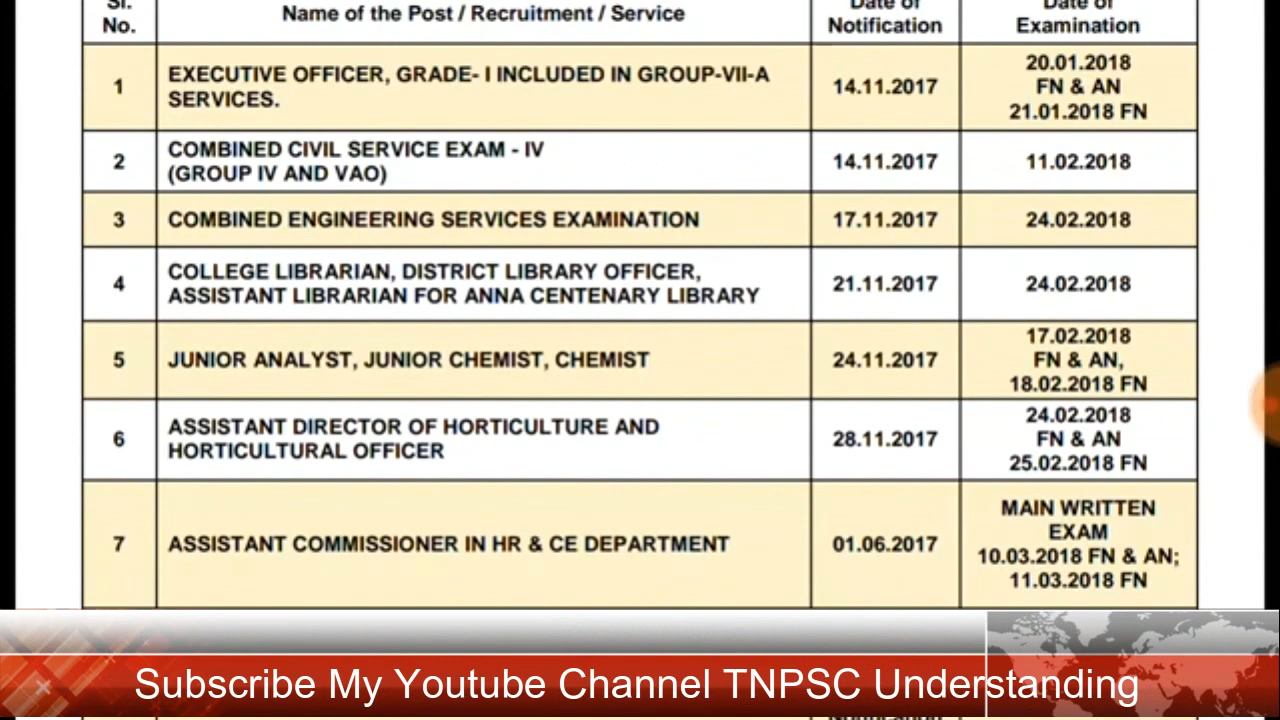 Sl.
No.
Name of the Post / Recruitment / Service
Date of
Notification
Date of
Examination
1
EXECUTIVE OFFICER, GRADE- I INCLUDED IN GROUP-VII-A
SERVICES.
14.11.2017
20.01.2018
FN & AN
21.01.2018 FN
2
COMBINED CIVIL SERVICE EXAM - IV
(GROUP IV AND VAO)
14.11.2017
11.02.2018
3
COMBINED ENGINEERING SERVICES EXAMINATION
17.11.2017
24.02.2018
4
COLLEGE LIBRARIAN, DISTRICT LIBRARY OFFICER,
ASSISTANT LIBRARIAN FOR ANNA CENTENARY LIBRARY
21.11.2017
24.02.2018
5
JUNIOR ANALYST, JUNIOR CHEMIST, CHEMIST
24.11.2017
17.02.2018
FN & AN,
18.02.2018 FN
6
ASSISTANT DIRECTOR OF HORTICULTURE AND
HORTICULTURAL OFFICER
28.11.2017
24.02.2018
FN & AN
25.02.2018 FN
7
ASSISTANT COMMISSIONER IN HR & CE DEPARTMENT
01.06.2017
MAIN WRITTEN
EXAM
10.03.2018 FN & AN;
11.03.2018 FN
Subscribe My Youtube Channel TNPSC Understanding